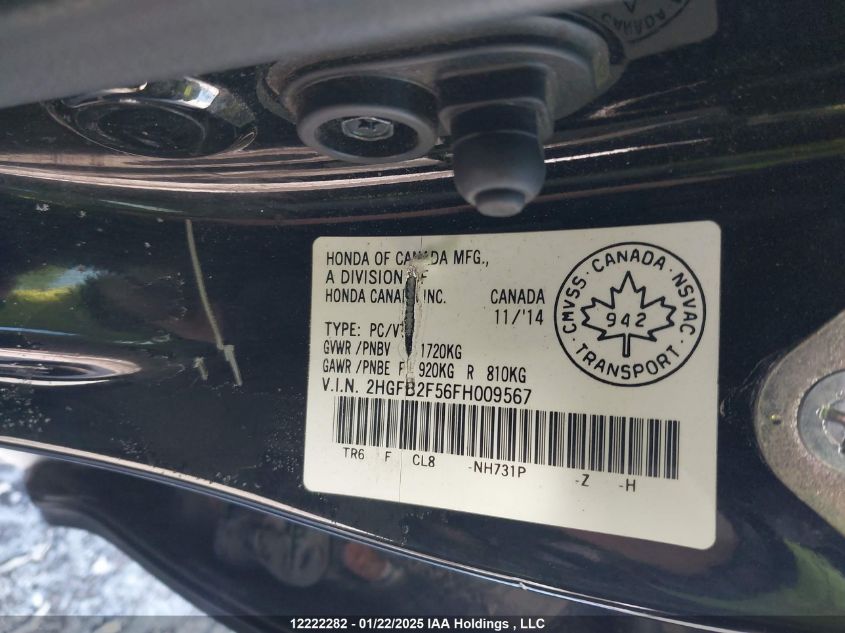 HONDA OF CANADA MFG.,
A DIVISION OF
HONDA CANADA INC.
CANADA
11/'14
TYPE: PC/V
GVWR/PNBV 1720KG
GAWR/PNBE F 920KG R 810KG
V.I.N. 2HGFB2F56FH009567
TR6 F CL8 -NH731P -Z -H
CMVSS · CANADA · NSVAC
942
TRANSPORT
12222282 - 01/22/2025 IAA Holdings , LLC